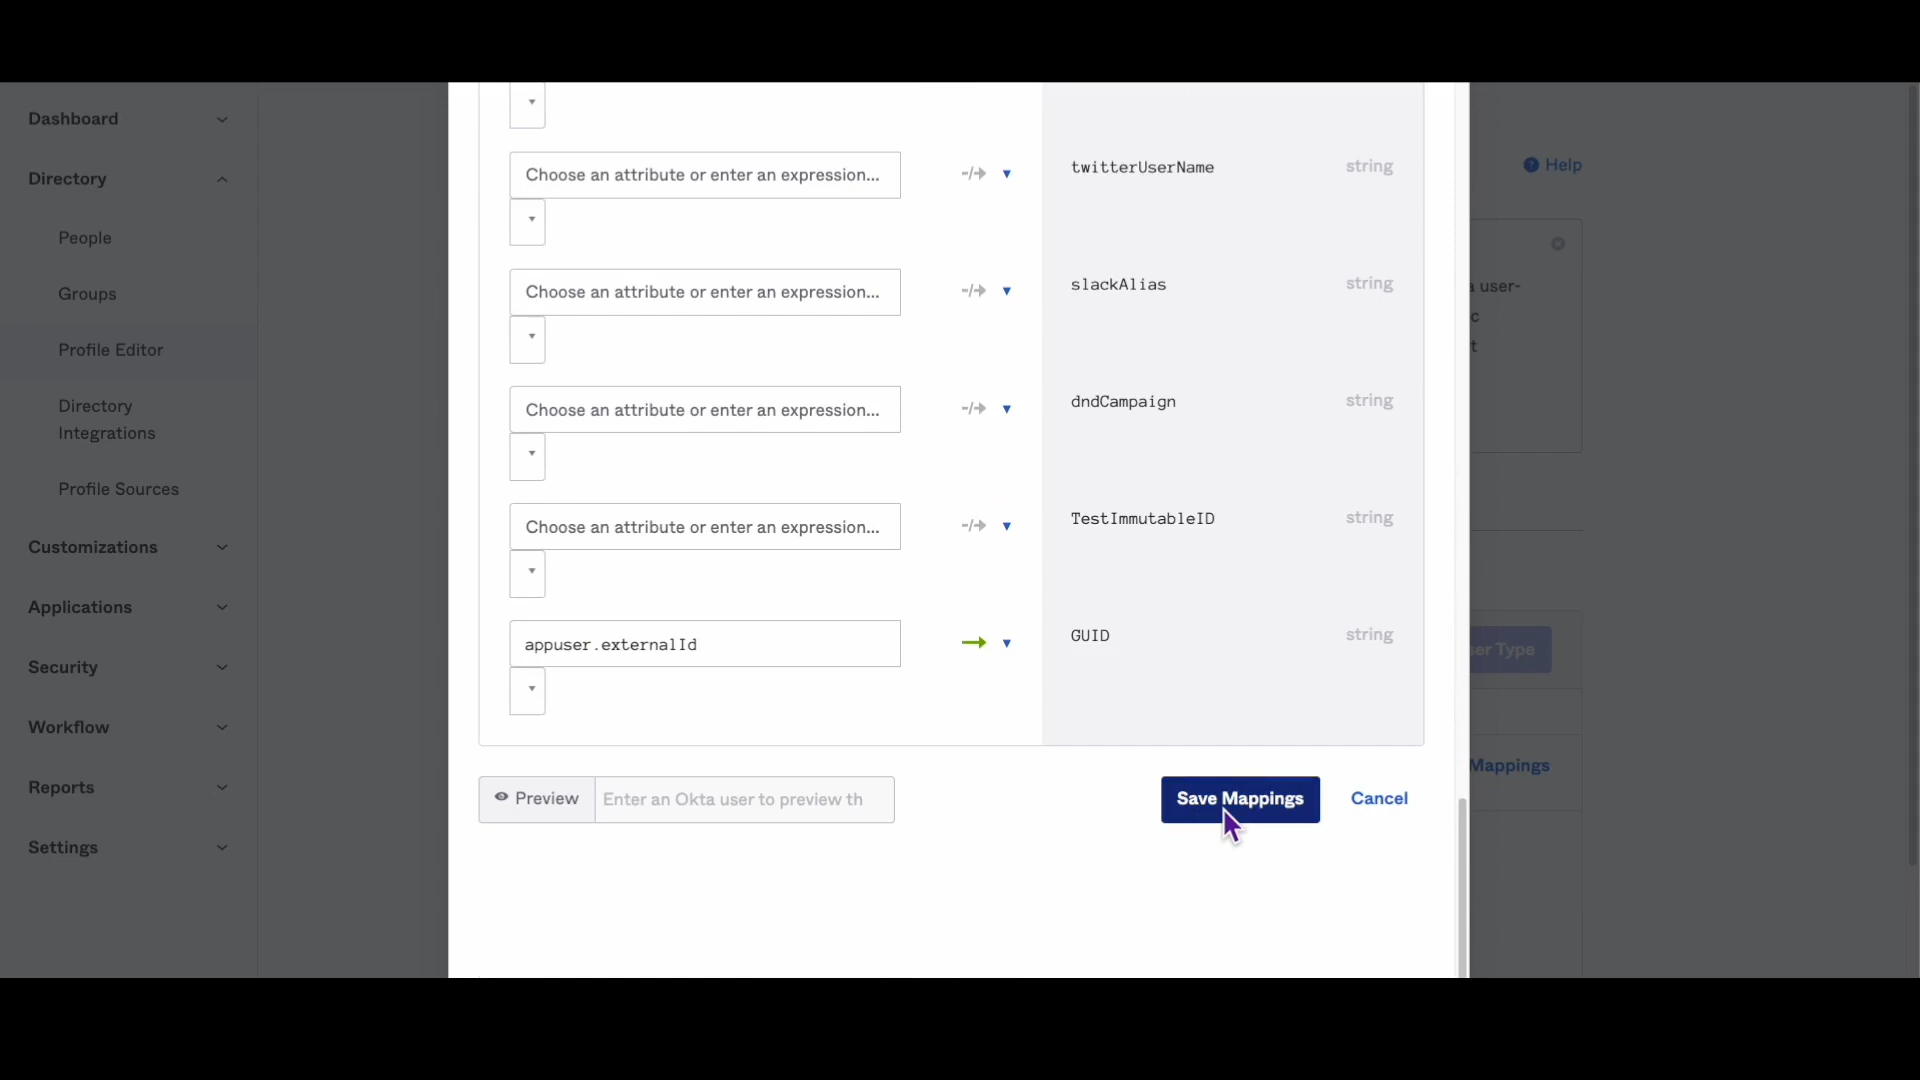 Dashboard
Directory
People
Groups
Profile Editor
Directory
Integrations
Profile Sources
Customizations
Applications
Security
Workflow
Reports
Settings
Choose an attribute or enter an expression...
twitterUserName
string
Choose an attribute or enter an expression...
slackAlias
string
Choose an attribute or enter an expression...
dndCampaign
string
Choose an attribute or enter an expression...
TestImmutableID
string
appuser.externalId
GUID
string
Preview
Enter an Okta user to preview th
Save Mappings
Cancel
Help
a user-
c
t
ser Type
Mappings